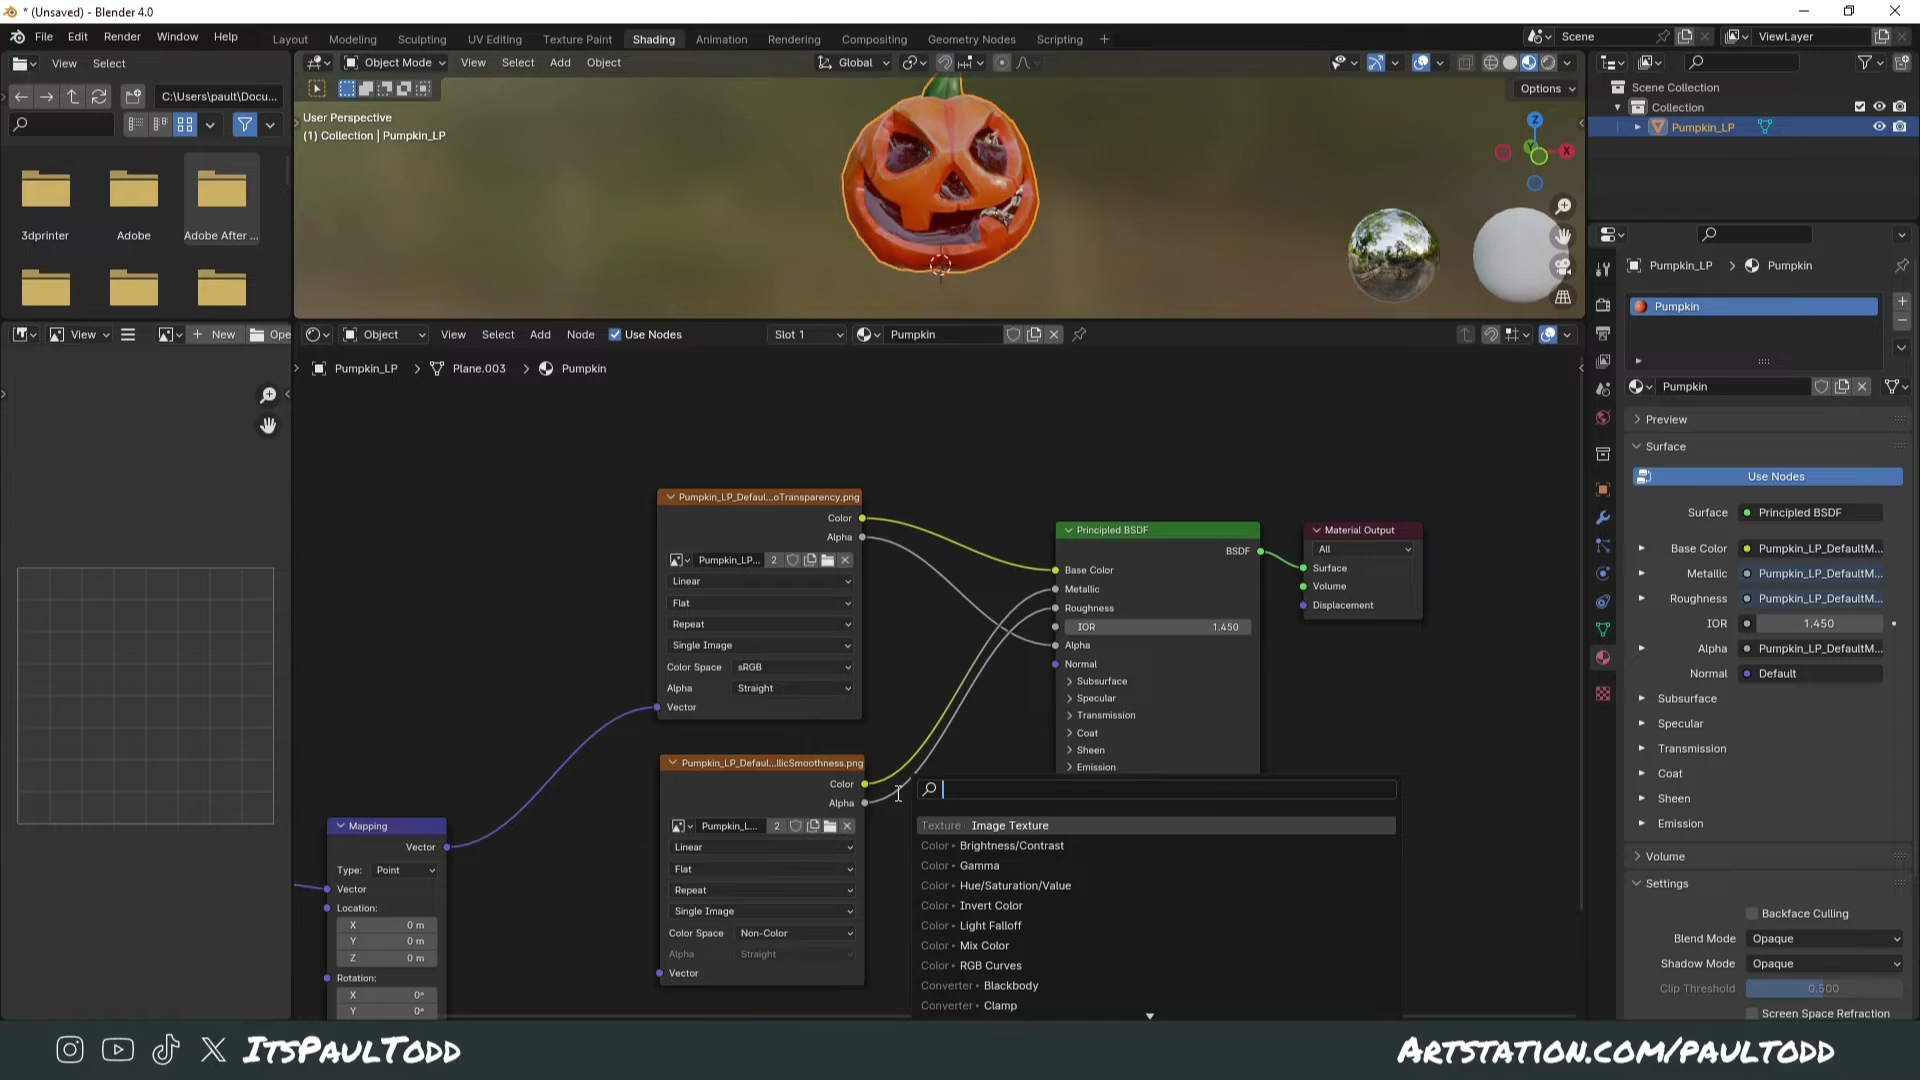 * (Unsaved) - Blender 4.0
File Edit Render Window Help
Layout Modeling Sculpting UV Editing Texture Paint Shading Animation Rendering Compositing Geometry Nodes Scripting +
Scene
ViewLayer
View Select
Object Mode View Select Add Object
Global
C:\Users\pault\Docu...
Options
User Perspective
(1) Collection | Pumpkin_LP
Z
X
Y
3dprinter
Adobe
Adobe After ...
Scene Collection
Collection
Pumpkin_LP
View
+ New
Ope
Object View Select Add Node Use Nodes
Slot 1
Pumpkin
Pumpkin_LP > Plane.003 > Pumpkin
Pumpkin_LP_Defaul...oTransparency.png
Color
Alpha
Pumpkin_LP... 2
Linear
Flat
Repeat
Single Image
Color Space sRGB
Alpha Straight
Vector
Pumpkin_LP_Defaul...llicSmoothness.png
Color
Alpha
Pumpkin_L... 2
Linear
Flat
Repeat
Single Image
Color Space Non-Color
Alpha Straight
Vector
Mapping
Vector
Type: Point
Vector
Location:
X 0 m
Y 0 m
Z 0 m
Rotation:
X 0°
Y 0°
Principled BSDF
BSDF
Base Color
Metallic
Roughness
IOR 1.450
Alpha
Normal
Subsurface
Specular
Transmission
Coat
Sheen
Emission
Material Output
All
Surface
Volume
Displacement
Texture Image Texture
Color Brightness/Contrast
Color Gamma
Color Hue/Saturation/Value
Color Invert Color
Color Light Falloff
Color Mix Color
Color RGB Curves
Converter Blackbody
Converter Clamp
Pumpkin_LP > Pumpkin
Pumpkin
Pumpkin
Preview
Surface
Use Nodes
Surface Principled BSDF
Base Color Pumpkin_LP_DefaultM...
Metallic Pumpkin_LP_DefaultM...
Roughness Pumpkin_LP_DefaultM...
IOR 1.450
Alpha Pumpkin_LP_DefaultM...
Normal Default
Subsurface
Specular
Transmission
Coat
Sheen
Emission
Volume
Settings
Backface Culling
Blend Mode Opaque
Shadow Mode Opaque
Clip Threshold 0.500
Screen Space Refraction
ItsPaulTodd
Artstation.com/paultodd